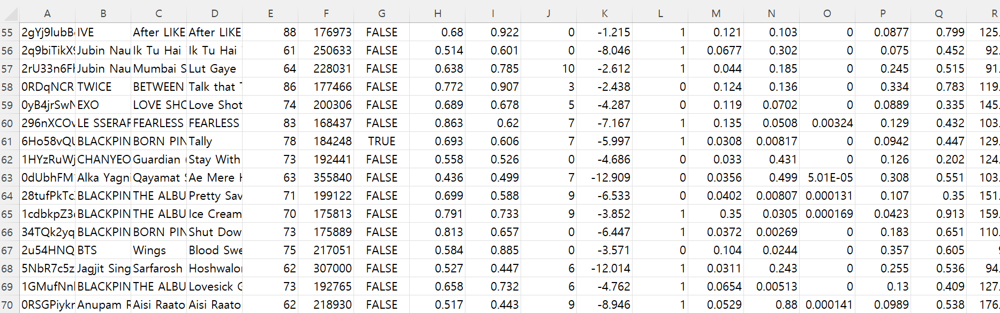 A B C D E F G H I J K L M N O P Q R
55 2gYj9lubB IVE After LIKE After LIKE 88 176973 FALSE 0.68 0.922 0 -1.215 1 0.121 0.103 0 0.0877 0.799 125.
56 2q9biTikX Jubin Nau Ik Tu Hai Ik Tu Hai 61 250633 FALSE 0.514 0.601 0 -8.046 1 0.0677 0.302 0 0.075 0.452 92.
57 2rU33n6F Jubin Nau Mumbai S Lut Gaye 64 228031 FALSE 0.638 0.785 10 -2.612 1 0.044 0.185 0 0.245 0.515 91.
58 0RDqNCR TWICE BETWEEN Talk that T 86 177466 FALSE 0.772 0.907 3 -2.438 0 0.124 0.136 0 0.334 0.783 119.
59 0yB4jrSwN EXO LOVE SHO Love Shot 74 200306 FALSE 0.689 0.678 5 -4.287 0 0.119 0.0702 0 0.0889 0.335 145.
60 296nXCOv LE SSERAF FEARLESS FEARLESS 83 168437 FALSE 0.863 0.62 7 -7.167 1 0.135 0.0508 0.00324 0.129 0.432 103.
61 6Ho58vQU BLACKPIN BORN PIN Tally 78 184248 TRUE 0.693 0.606 7 -5.997 1 0.0308 0.00817 0 0.0942 0.447 129.
62 1HYzRuWj CHANYEO Guardian ( Stay With 73 192441 FALSE 0.558 0.526 0 -4.686 0 0.033 0.431 0 0.126 0.202 124.
63 0dUbhFM Alka Yagni Qayamat S Ae Mere H 63 355840 FALSE 0.436 0.499 7 -12.909 0 0.0356 0.499 5.01E-05 0.308 0.551 103.
64 28tufPkTc BLACKPIN THE ALBU Pretty Sav 71 199122 FALSE 0.699 0.588 9 -6.533 0 0.0402 0.00807 0.000131 0.107 0.35 151.
65 1cdbkpZ3 BLACKPIN THE ALBU Ice Cream 70 175813 FALSE 0.791 0.733 9 -3.852 1 0.35 0.0305 0.000169 0.0423 0.913 159.
66 34TQk2yq BLACKPIN BORN PIN Shut Dow 73 175889 FALSE 0.813 0.657 0 -6.447 1 0.0372 0.00269 0 0.183 0.651 110.
67 2u54HNQ BTS Wings Blood Swe 75 217051 FALSE 0.584 0.885 0 -3.571 0 0.104 0.0244 0 0.357 0.605
68 5NbR7c5z Jagjit Sing Sarfarosh Hoshwalo 62 307000 FALSE 0.527 0.447 6 -12.014 1 0.0311 0.243 0 0.255 0.536 94.
69 1GMufNn BLACKPIN THE ALBU Lovesick G 73 192765 FALSE 0.658 0.732 6 -4.762 1 0.0654 0.00513 0 0.13 0.409 127.
70 0RSGPiykr Anupam R Aisi Raato Aisi Raato 62 218930 FALSE 0.517 0.443 9 -8.946 1 0.0529 0.88 0.000141 0.0989 0.538 176.